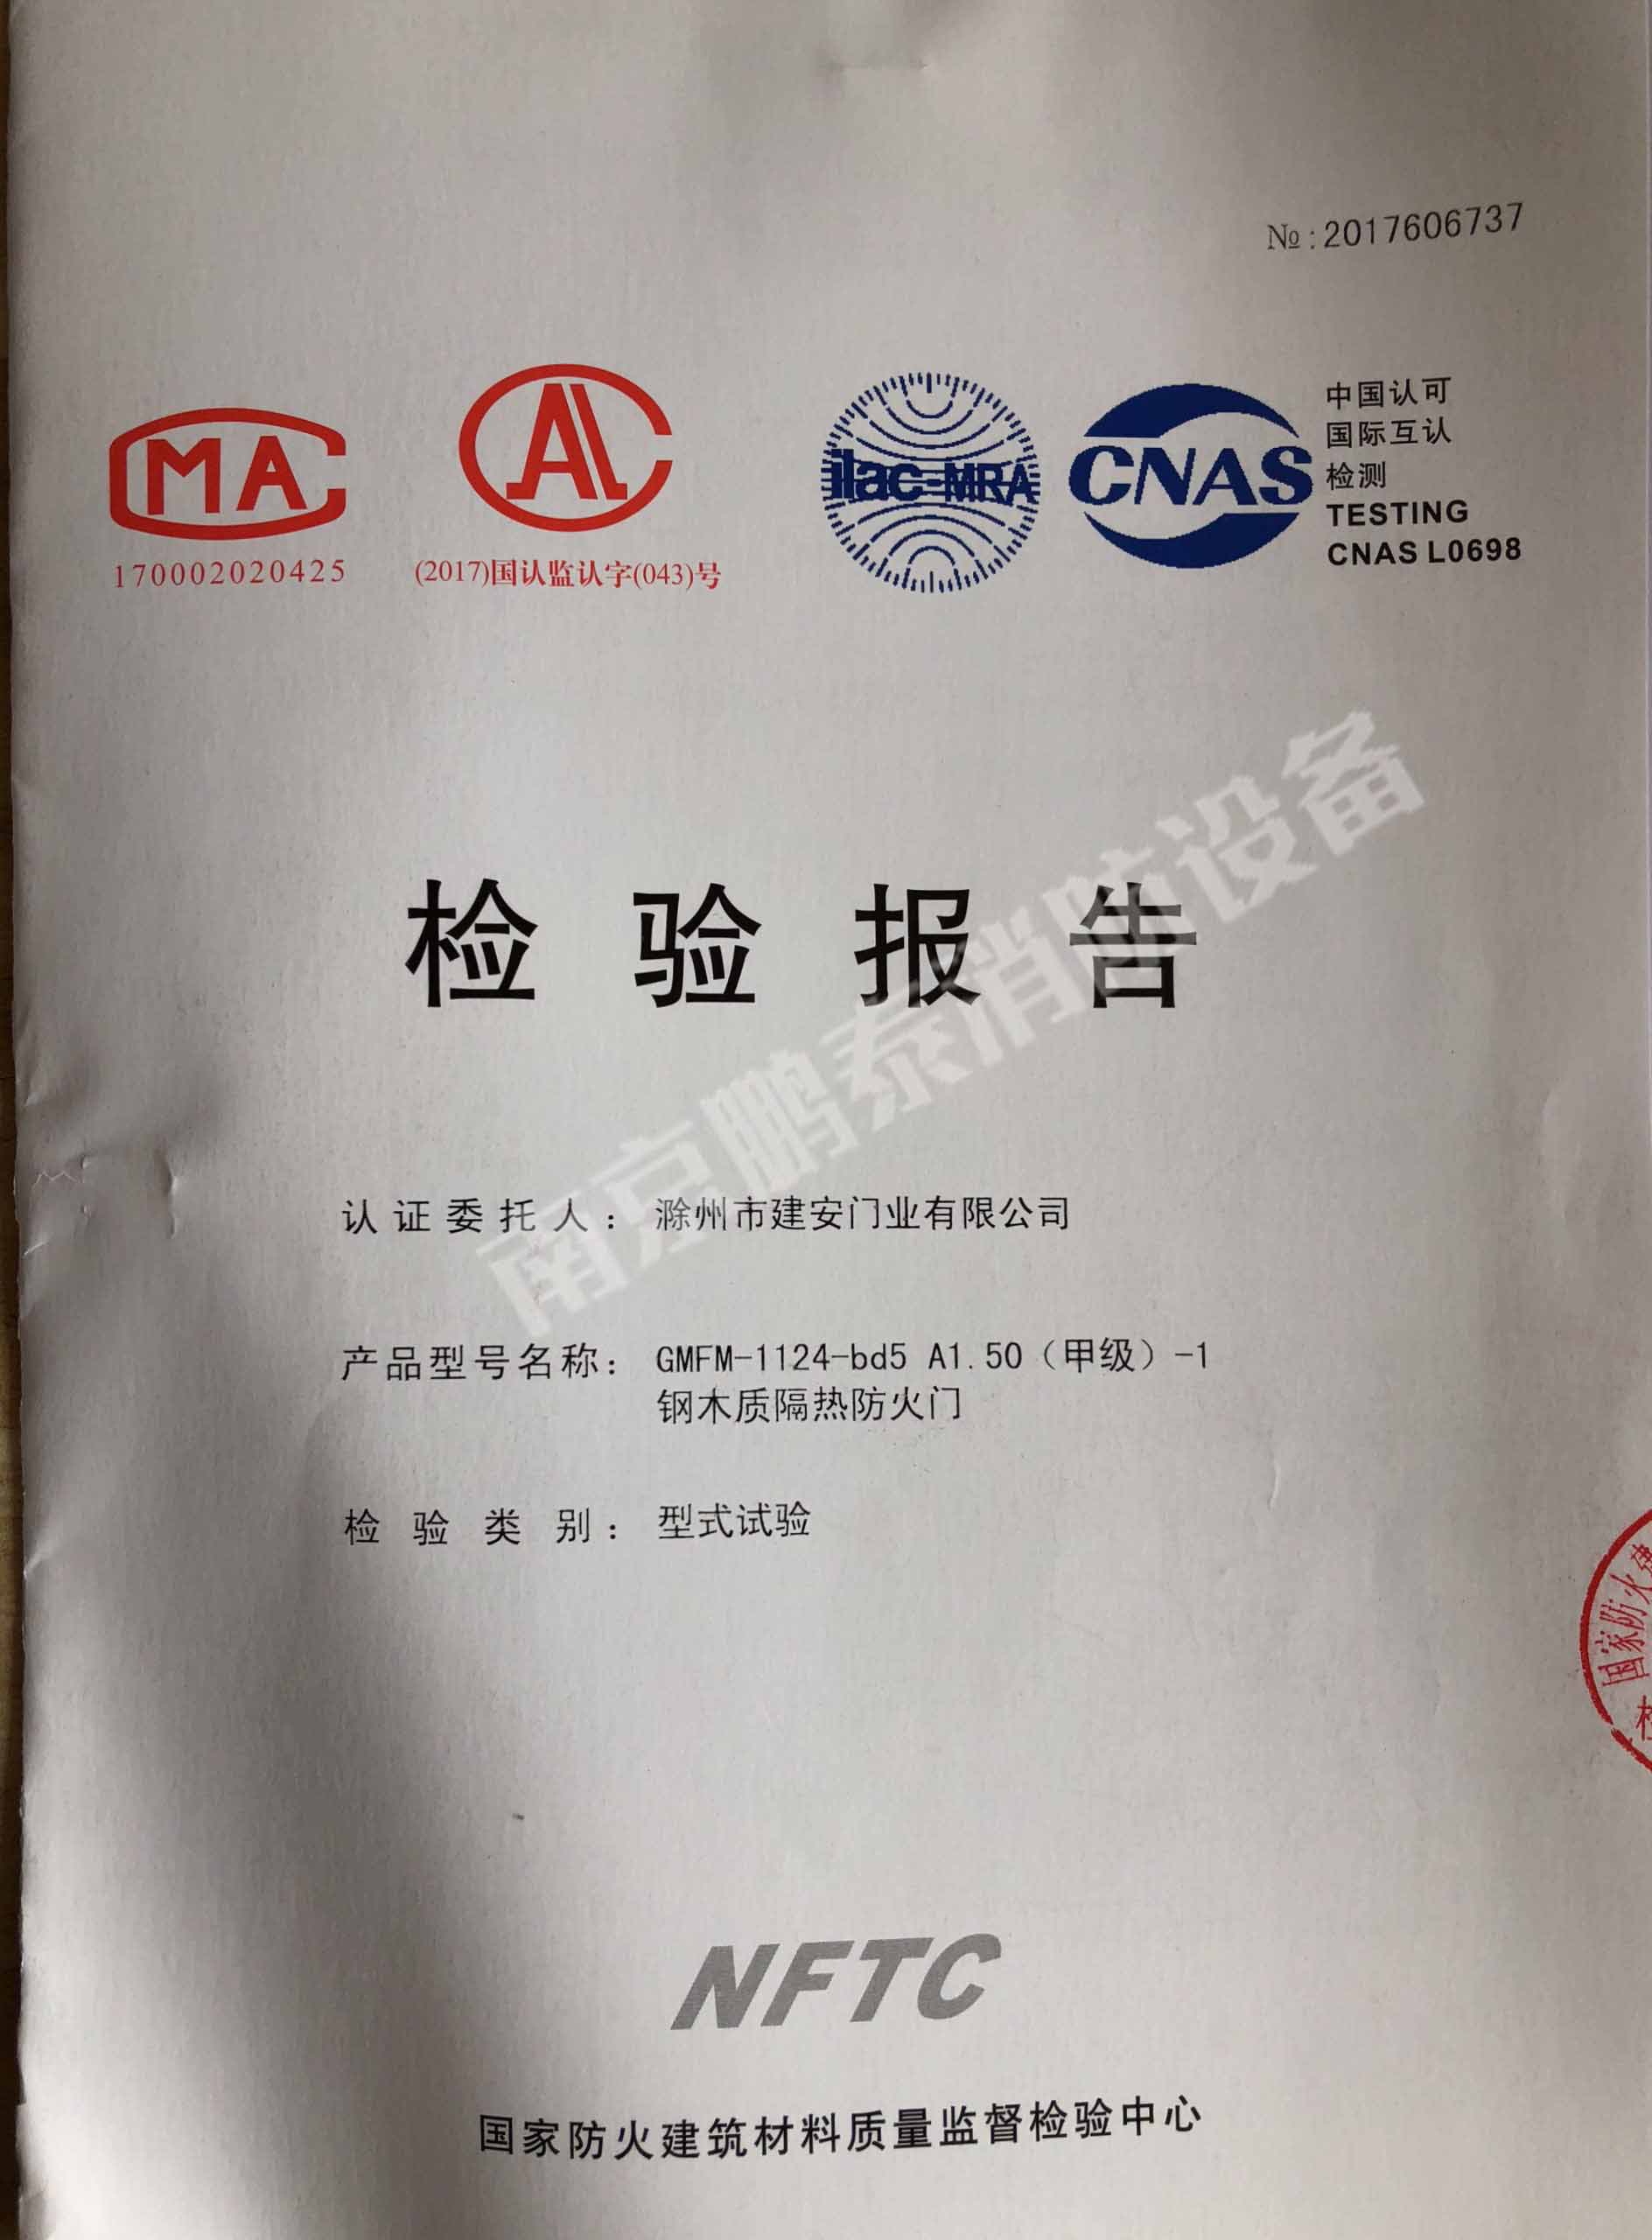 №:2017606737
MA
170002020425
AL
(2017)国认监认字(043)号
ilac-MRA
CNAS
中国认可
国际互认
检测
TESTING
CNAS L0698
检验报告
南京鹏泰消防设备
认证委托人：滁州市建安门业有限公司
产品型号名称：GMFM-1124-bd5 A1.50（甲级）-1
钢木质隔热防火门
检验类别：型式试验
国家防火建
NFTC
国家防火建筑材料质量监督检验中心